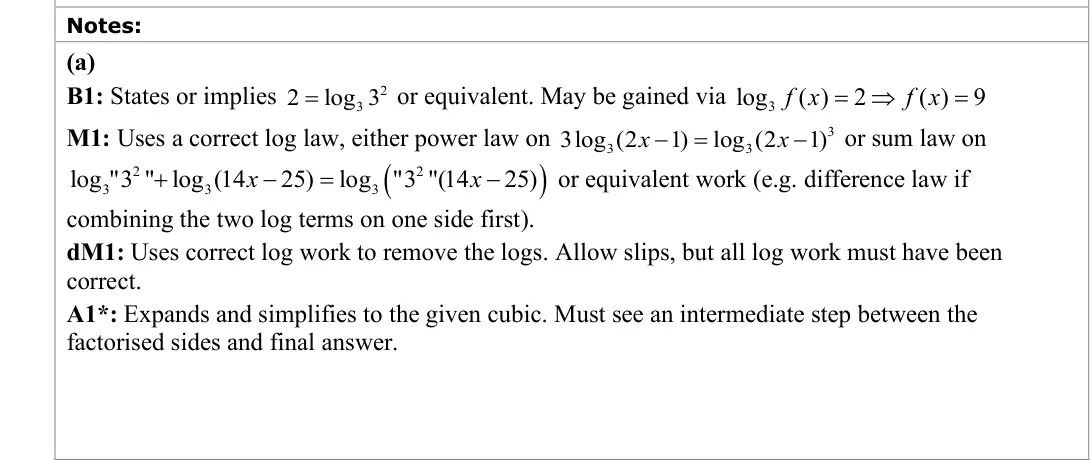 Notes:
(a)
B1: States or implies 2 = log₃ 3² or equivalent. May be gained via log₃ f(x) = 2 ⇒ f(x) = 9
M1: Uses a correct log law, either power law on 3log₃(2x − 1) = log₃(2x − 1)³ or sum law on
log₃"3² "+ log₃(14x − 25) = log₃("3² "(14x − 25)) or equivalent work (e.g. difference law if
combining the two log terms on one side first).
dM1: Uses correct log work to remove the logs. Allow slips, but all log work must have been
correct.
A1*: Expands and simplifies to the given cubic. Must see an intermediate step between the
factorised sides and final answer.